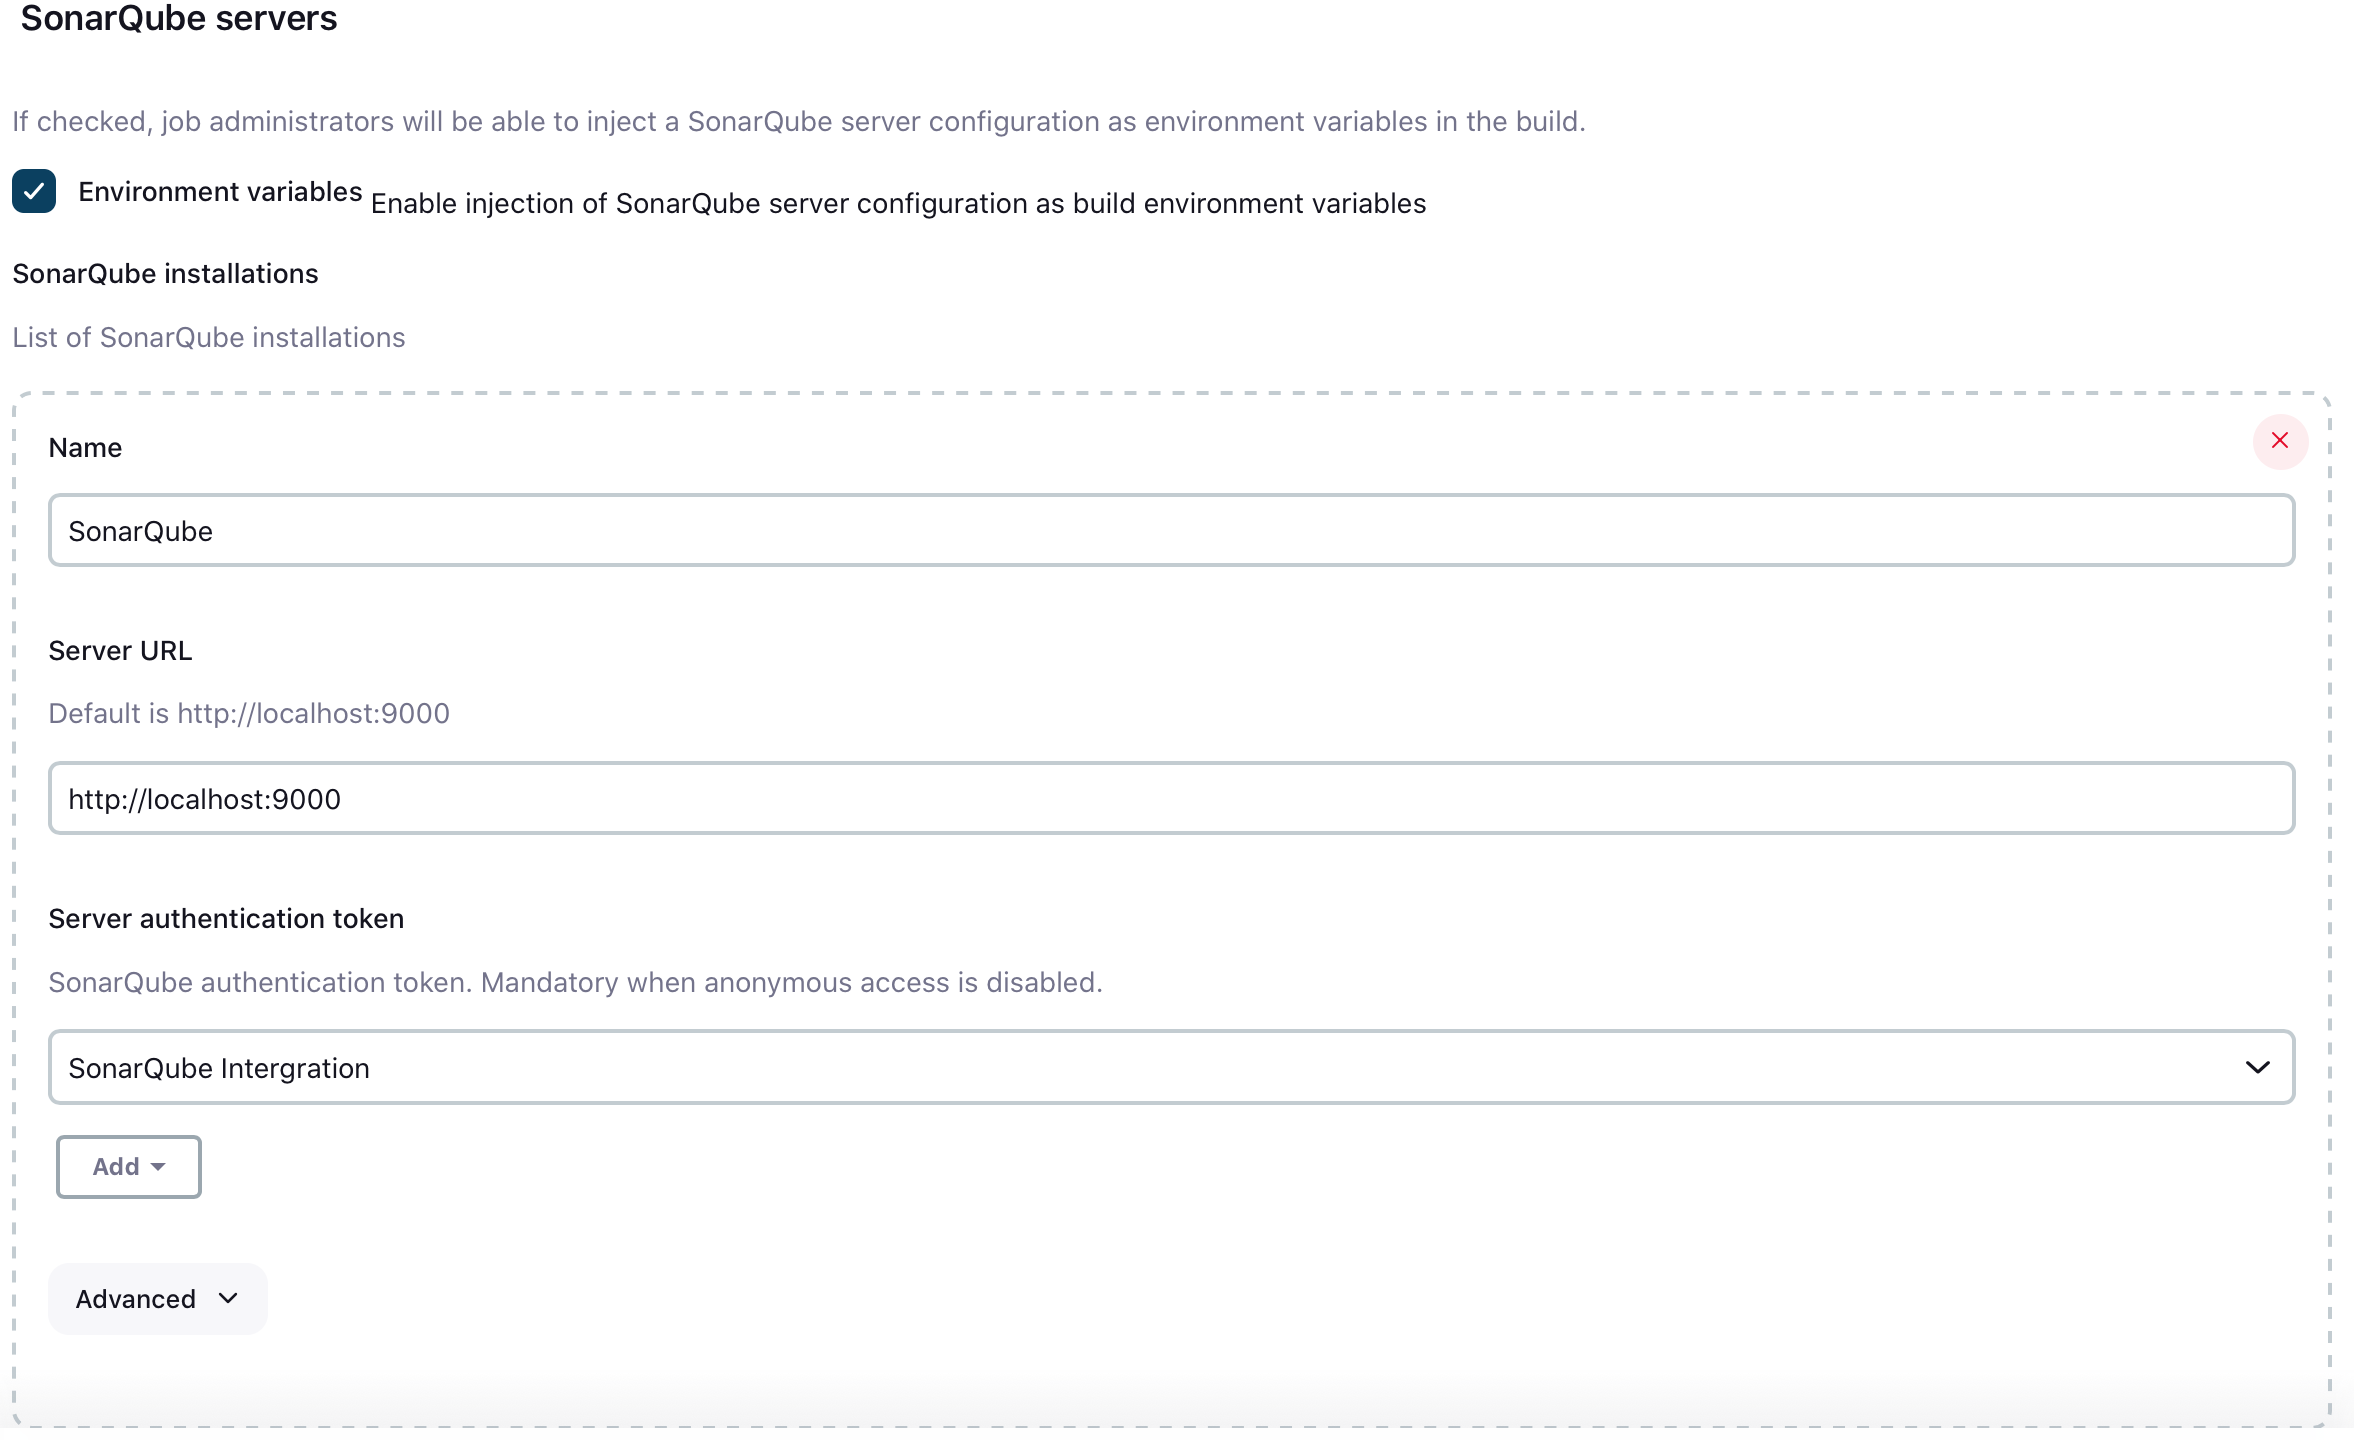 SonarQube servers
If checked, job administrators will be able to inject a SonarQube server configuration as environment variables in the build.
Environment variables Enable injection of SonarQube server configuration as build environment variables
SonarQube installations
List of SonarQube installations
Name
SonarQube
Server URL
Default is http://localhost:9000
http://localhost:9000
Server authentication token
SonarQube authentication token. Mandatory when anonymous access is disabled.
SonarQube Intergration
Add
Advanced